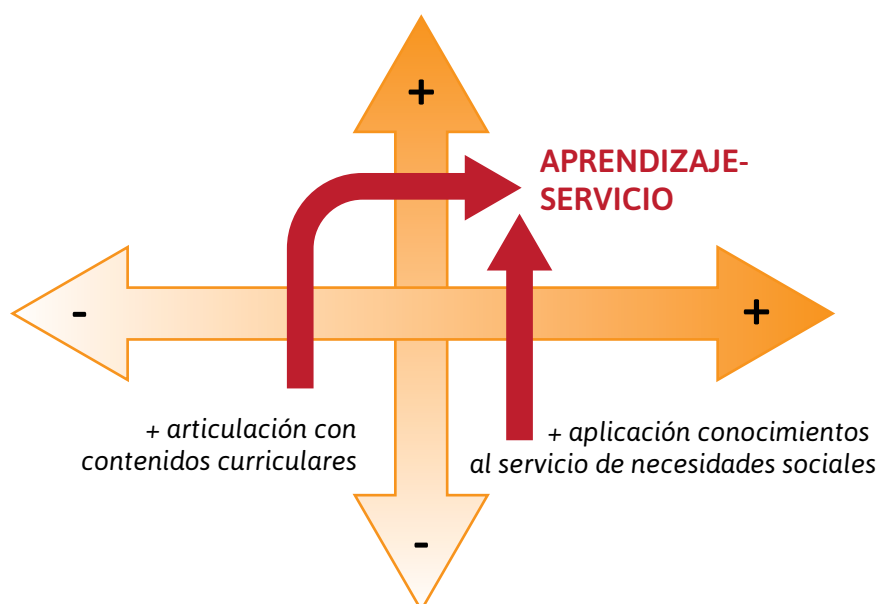 +
APRENDIZAJE-
SERVICIO
-
+
+ articulación con
contenidos curriculares
+ aplicación conocimientos
al servicio de necesidades sociales
-